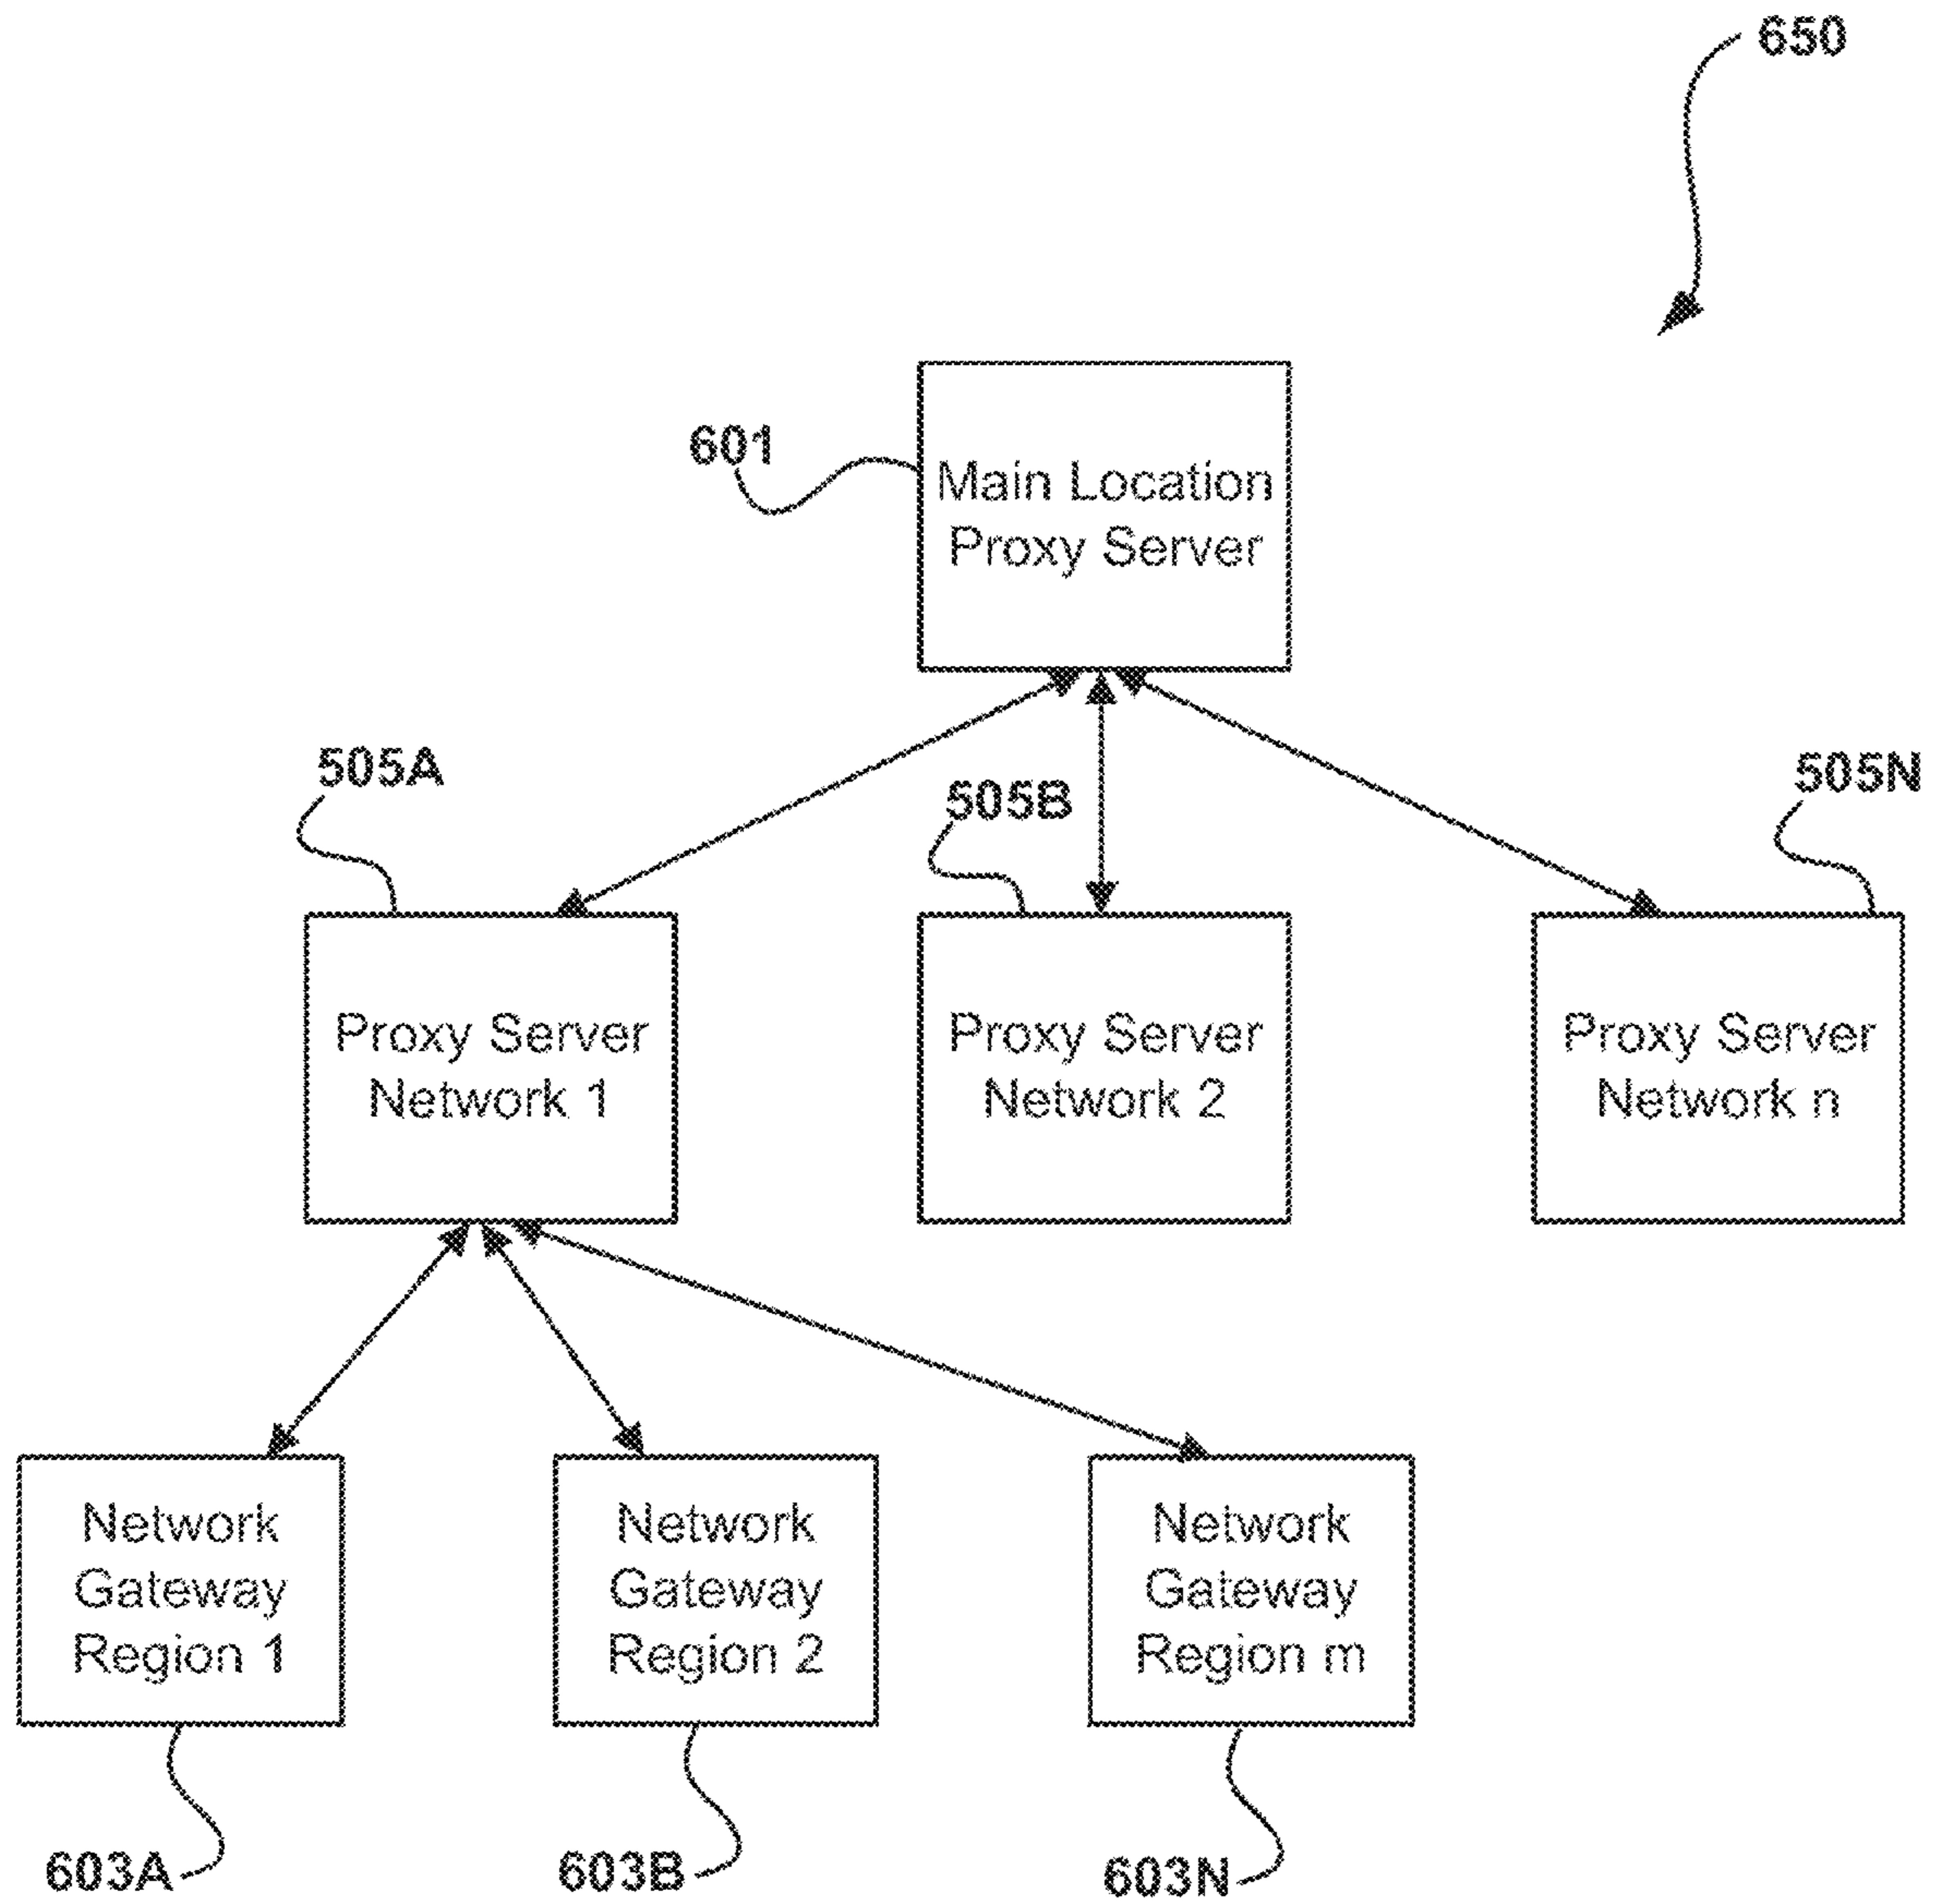 650
601
Main Location
Proxy Server
505A
505B
505N
Proxy Server
Network 1
Proxy Server
Network 2
Proxy Server
Network n
Network
Gateway
Region 1
Network
Gateway
Region 2
Network
Gateway
Region m
603A
603B
603N